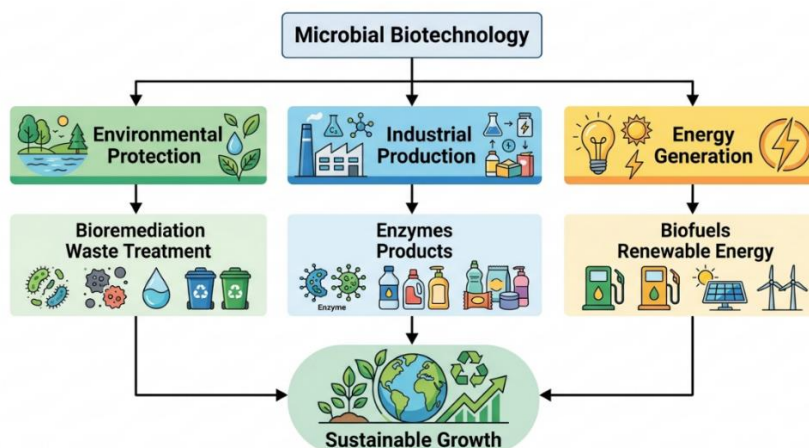 Microbial Biotechnology
Environmental
Protection
Industrial
Production
Energy
Generation
Bioremediation
Waste Treatment
Enzymes
Products
Enzyme
Biofuels
Renewable Energy
Sustainable Growth